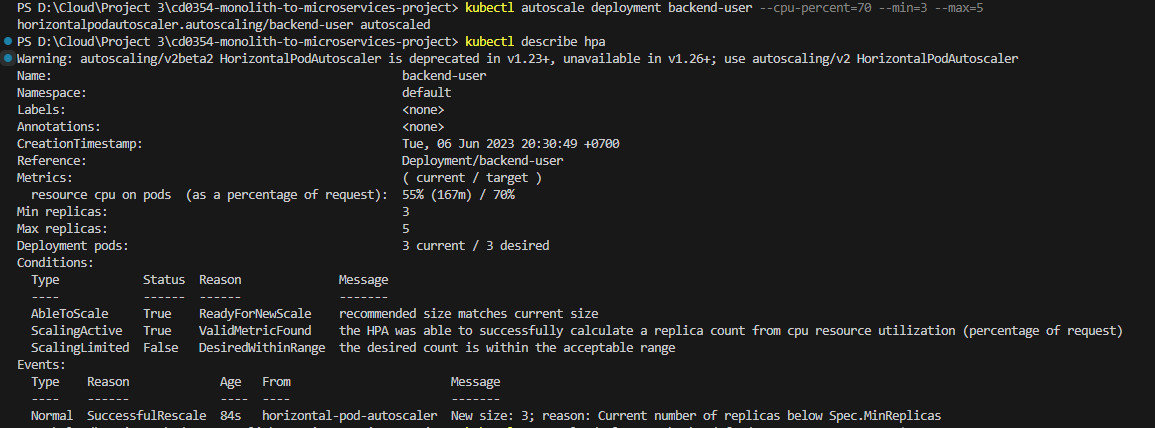 PS D:\Cloud\Project 3\cd0354-monolith-to-microservices-project> kubectl autoscale deployment backend-user --cpu-percent=70 --min=3 --max=5
horizontalpodautoscaler.autoscaling/backend-user autoscaled
PS D:\Cloud\Project 3\cd0354-monolith-to-microservices-project> kubectl describe hpa
Warning: autoscaling/v2beta2 HorizontalPodAutoscaler is deprecated in v1.23+, unavailable in v1.26+; use autoscaling/v2 HorizontalPodAutoscaler
Name: backend-user
Namespace: default
Labels: <none>
Annotations: <none>
CreationTimestamp: Tue, 06 Jun 2023 20:30:49 +0700
Reference: Deployment/backend-user
Metrics: ( current / target )
resource cpu on pods (as a percentage of request): 55% (167m) / 70%
Min replicas: 3
Max replicas: 5
Deployment pods: 3 current / 3 desired
Conditions:
Type Status Reason Message
---- ------ ------ -------
AbleToScale True ReadyForNewScale recommended size matches current size
ScalingActive True ValidMetricFound the HPA was able to successfully calculate a replica count from cpu resource utilization (percentage of request)
ScalingLimited False DesiredWithinRange the desired count is within the acceptable range
Events:
Type Reason Age From Message
---- ------ ---- ---- -------
Normal SuccessfulRescale 84s horizontal-pod-autoscaler New size: 3; reason: Current number of replicas below Spec.MinReplicas